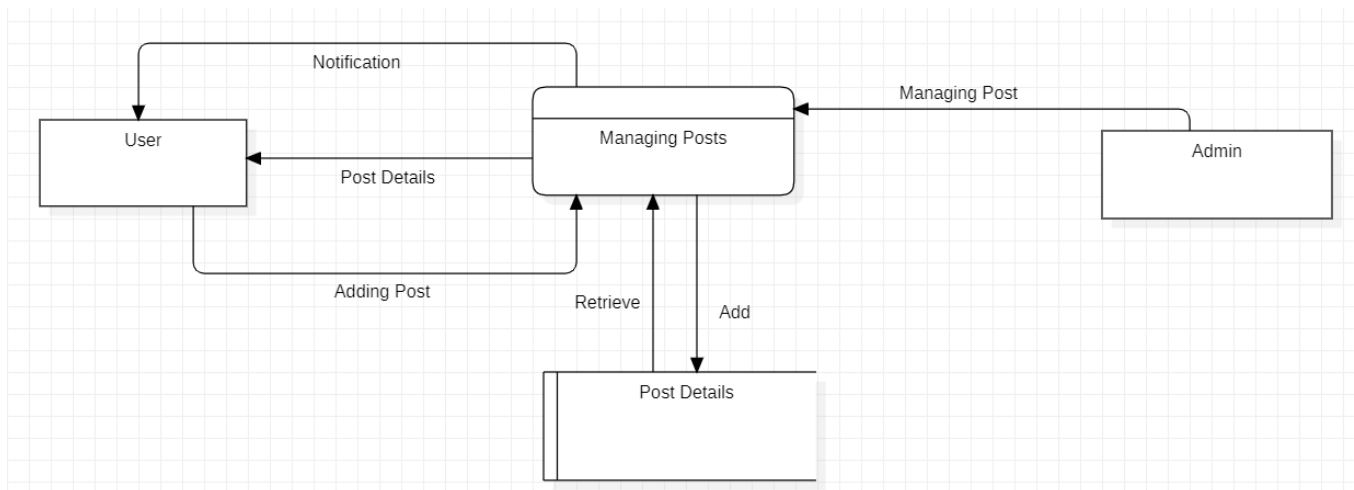 Notification
Managing Post
User
Managing Posts
Admin
Post Details
Adding Post
Retrieve
Add
Post Details